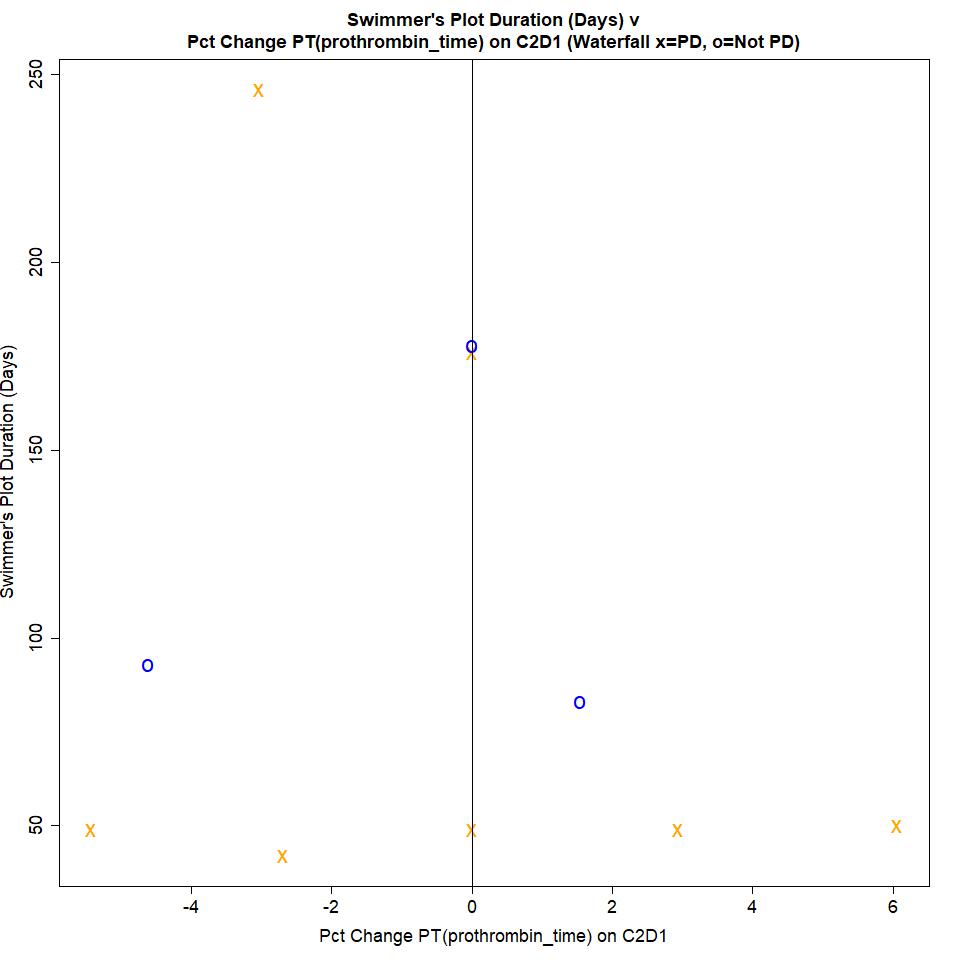 Swimmer's Plot Duration (Days) v
Pct Change PT(prothrombin_time) on C2D1 (Waterfall x=PD, o=Not PD)
Swimmer's Plot Duration (Days)
250
200
150
100
50
X
O
X
O
O
X
X
X
X
X
-4
-2
0
2
4
6
Pct Change PT(prothrombin_time) on C2D1